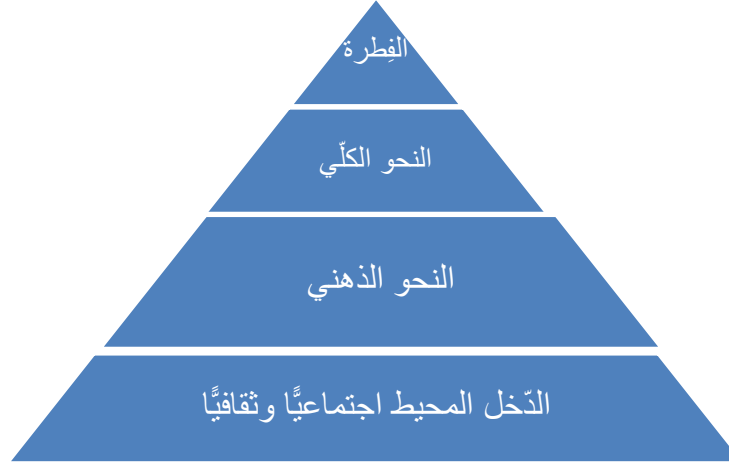 الفِطرة
النحو الكلّي
النحو الذهني
الدّخل المحيط اجتماعيًّا وثقافيًّا